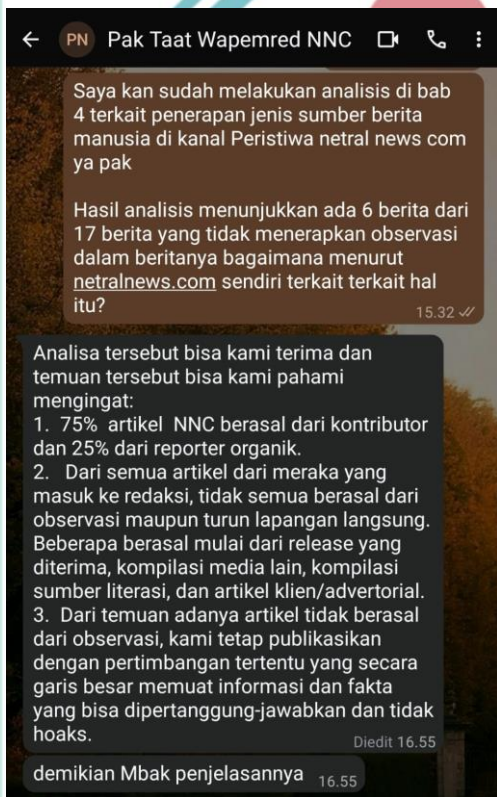 PN Pak Taat Wapemred NNC
Saya kan sudah melakukan analisis di bab
4 terkait penerapan jenis sumber berita
manusia di kanal Peristiwa netral news com
ya pak
Hasil analisis menunjukkan ada 6 berita dari
17 berita yang tidak menerapkan observasi
dalam beritanya bagaimana menurut
netralnews.com sendiri terkait terkait hal
itu?
15.32
Analisa tersebut bisa kami terima dan
temuan tersebut bisa kami pahami
mengingat:
1. 75% artikel NNC berasal dari kontributor
dan 25% dari reporter organik.
2. Dari semua artikel dari meraka yang
masuk ke redaksi, tidak semua berasal dari
observasi maupun turun lapangan langsung.
Beberapa berasal mulai dari release yang
diterima, kompilasi media lain, kompilasi
sumber literasi, dan artikel klien/advertorial.
3. Dari temuan adanya artikel tidak berasal
dari observasi, kami tetap publikasikan
dengan pertimbangan tertentu yang secara
garis besar memuat informasi dan fakta
yang bisa dipertanggung-jawabkan dan tidak
hoaks.
Diedit 16.55
demikian Mbak penjelasannya 16.55